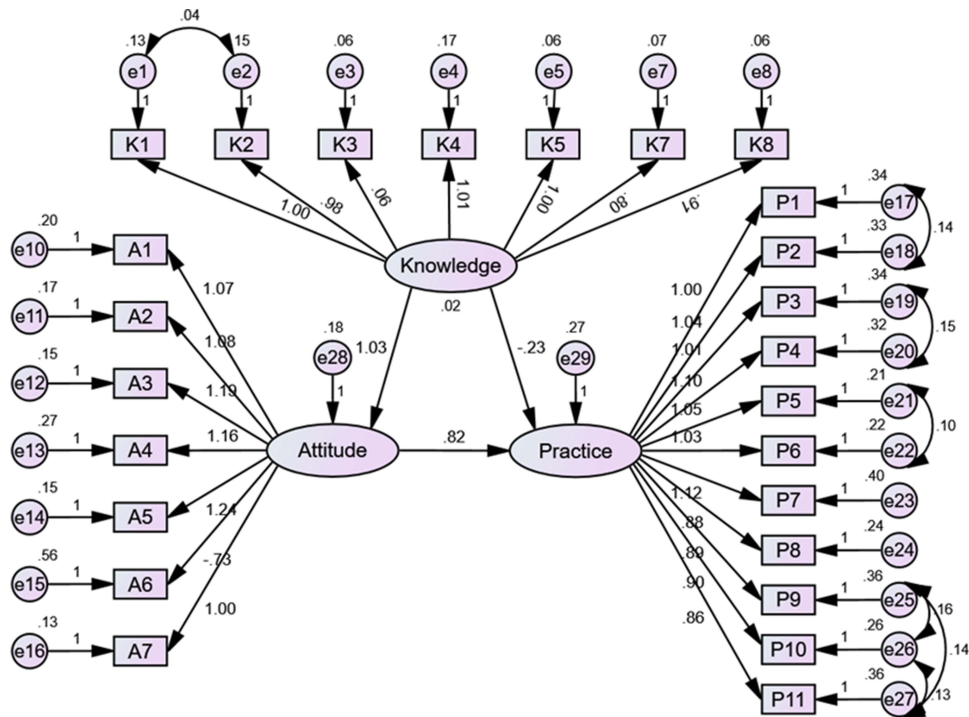 .04
.13
.15
.06
.17
.06
.07
.06
e1
e2
e3
e4
e5
e7
e8
1
1
1
1
1
1
1
K1
K2
K3
K4
K5
K7
K8
1.00
.98
.06
1.01
1.00
.80
.91
Knowledge
.02
1.03
-.23
.20
e10
1
A1
.17
e11
1
A2
.15
e12
1
A3
.27
e13
1
A4
.15
e14
1
A5
.56
e15
1
A6
.13
e16
1
A7
1.07
1.08
1.19
1.16
1.24
-.73
1.00
.18
e28
1
Attitude
.82
.27
e29
1
Practice
1.00
1.04
1.01
1.10
1.05
1.03
1.12
.88
.89
.90
.86
P1
1
.34
e17
P2
1
.33
e18
.14
P3
1
.34
e19
P4
1
.32
e20
.15
P5
1
.21
e21
P6
1
.22
e22
.10
P7
1
.40
e23
P8
1
.24
e24
P9
1
.36
e25
.16
P10
1
.26
e26
.14
P11
1
.36
e27
.13